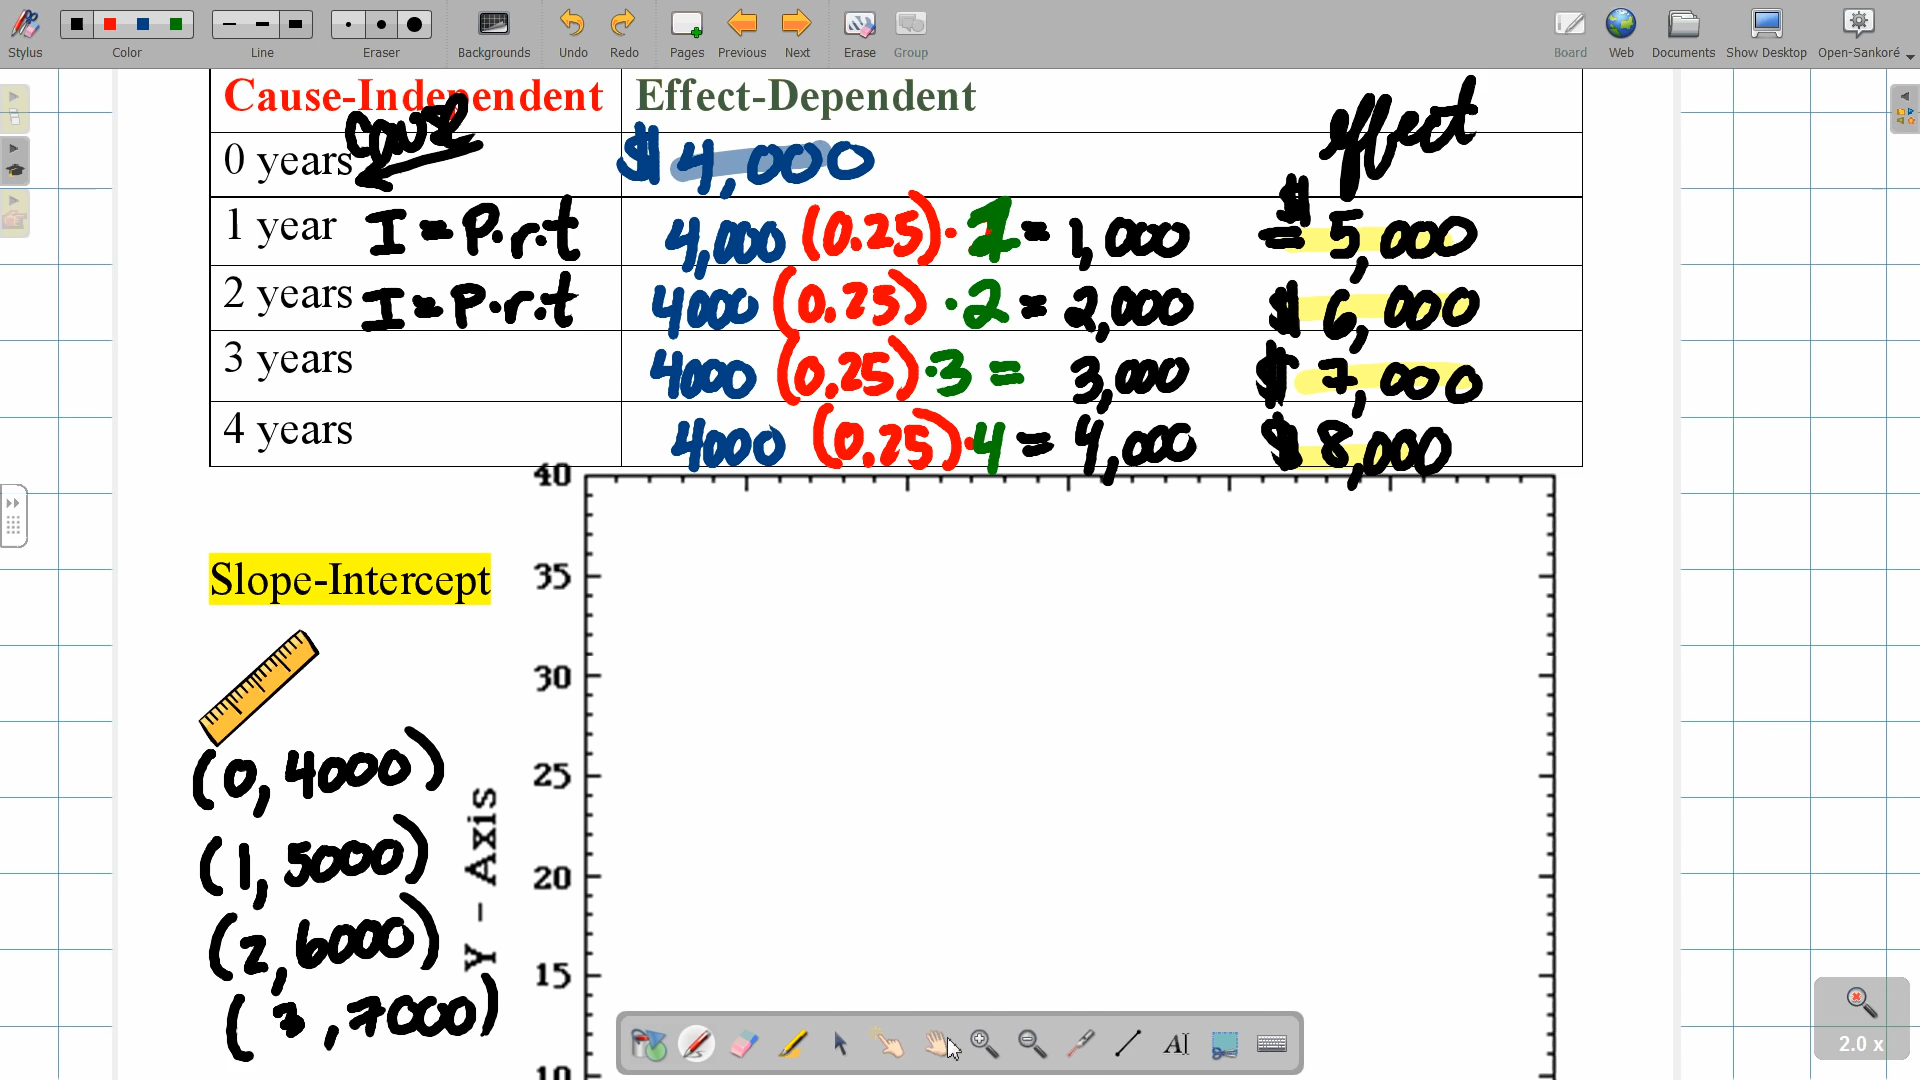 Stylus Color Line Eraser Backgrounds Undo Redo Pages Previous Next Erase Group Board Web Documents Show Desktop Open-Sankoré
Cause-Independent Effect-Dependent
cause effect
0 years $4,000
1 year I = P.r.t 4,000 (0.25) · 1 = 1,000 = $5,000
2 years I = P.r.t 4000 (0.25) · 2 = 2,000 $6,000
3 years 4000 (0.25) · 3 = 3,000 $7,000
4 years 4000 (0.25) · 4 = 4,000 $8,000
40
Slope-Intercept
35
30
25
20
15
10
Y - Axis
(0, 4000)
(1, 5000)
(2, 6000)
(3, 7000)
AI
2.0 x